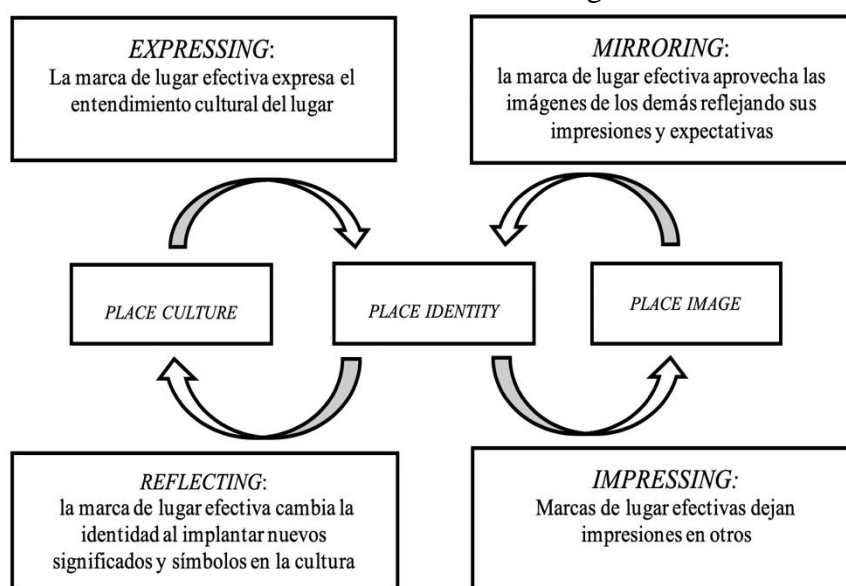 EXPRESSING:
La marca de lugar efectiva expresa el
entendimiento cultural del lugar
MIRRORING:
la marca de lugar efectiva aprovecha las
imágenes de los demás reflejando sus
impresiones y expectativas
PLACE CULTURE
PLACE IDENTITY
PLACE IMAGE
REFLECTING:
la marca de lugar efectiva cambia la
identidad al implantar nuevos
significados y símbolos en la cultura
IMPRESSING:
Marcas de lugar efectivas dejan
impresiones en otros